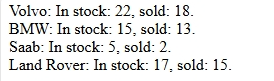 Volvo: In stock: 22, sold: 18.
BMW: In stock: 15, sold: 13.
Saab: In stock: 5, sold: 2.
Land Rover: In stock: 17, sold: 15.